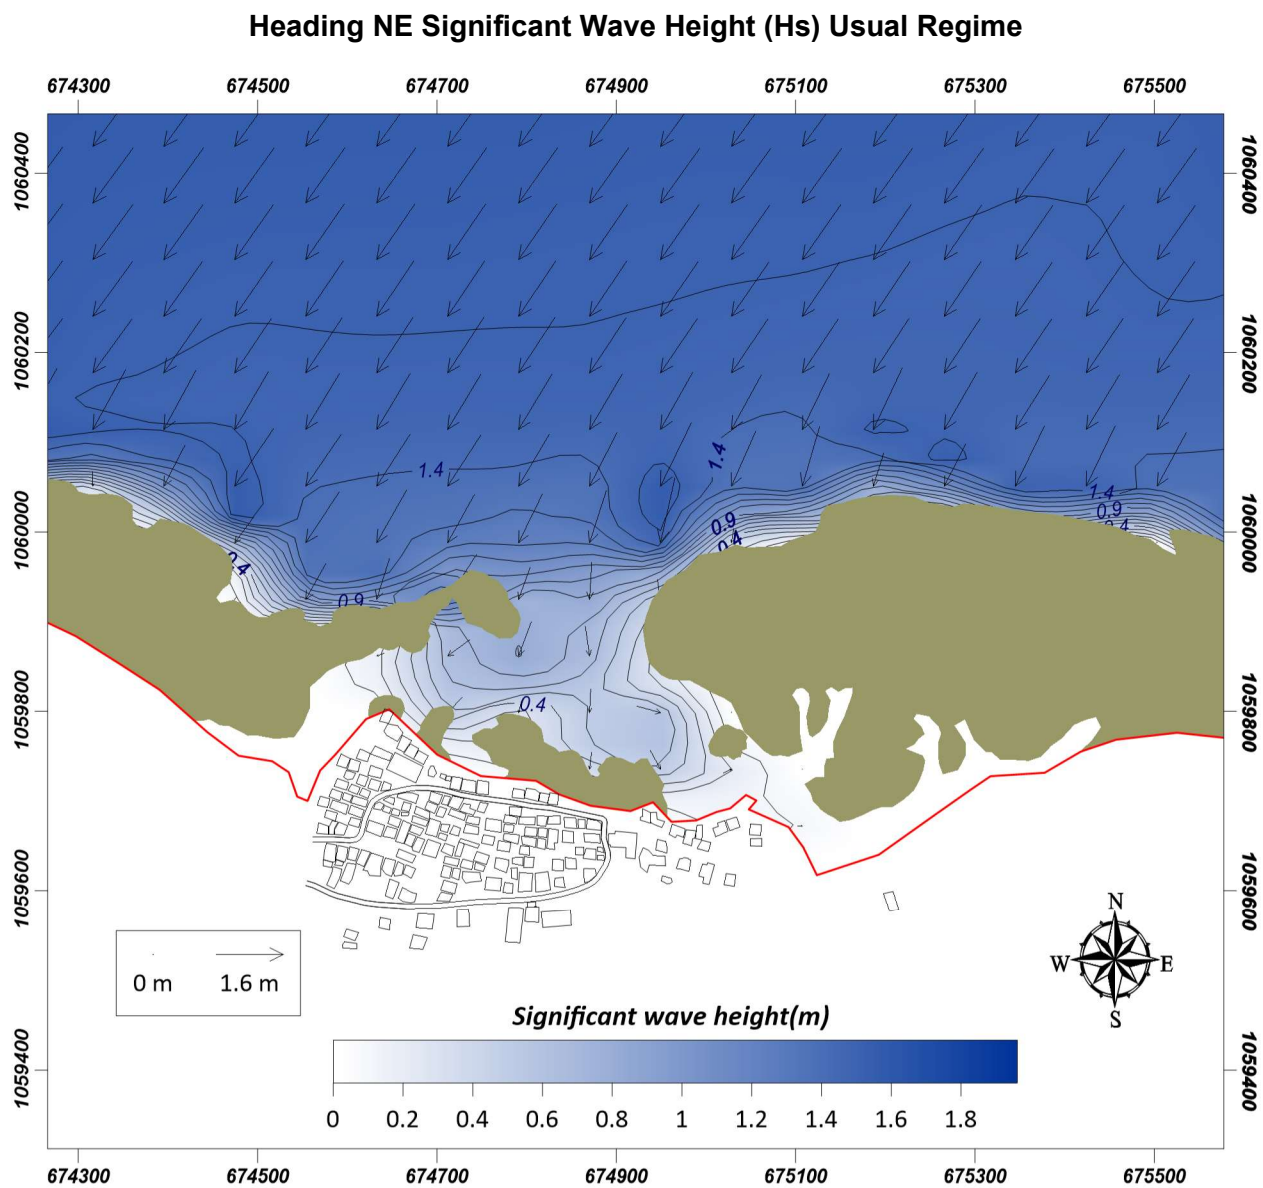 Heading NE Significant Wave Height (Hs) Usual Regime
674300 674500 674700 674900 675100 675300 675500
1060400 1060400
1060200 1060200
1.4 1.4
1.4
0.9 0.9
1060000 0.4 0.4 1060000
0.4
0.9
1059800 0.4 1059800
1059600 1059600
N
W E
S
0 m 1.6 m
Significant wave height(m)
1059400 1059400
0 0.2 0.4 0.6 0.8 1 1.2 1.4 1.6 1.8
674300 674500 674700 674900 675100 675300 675500